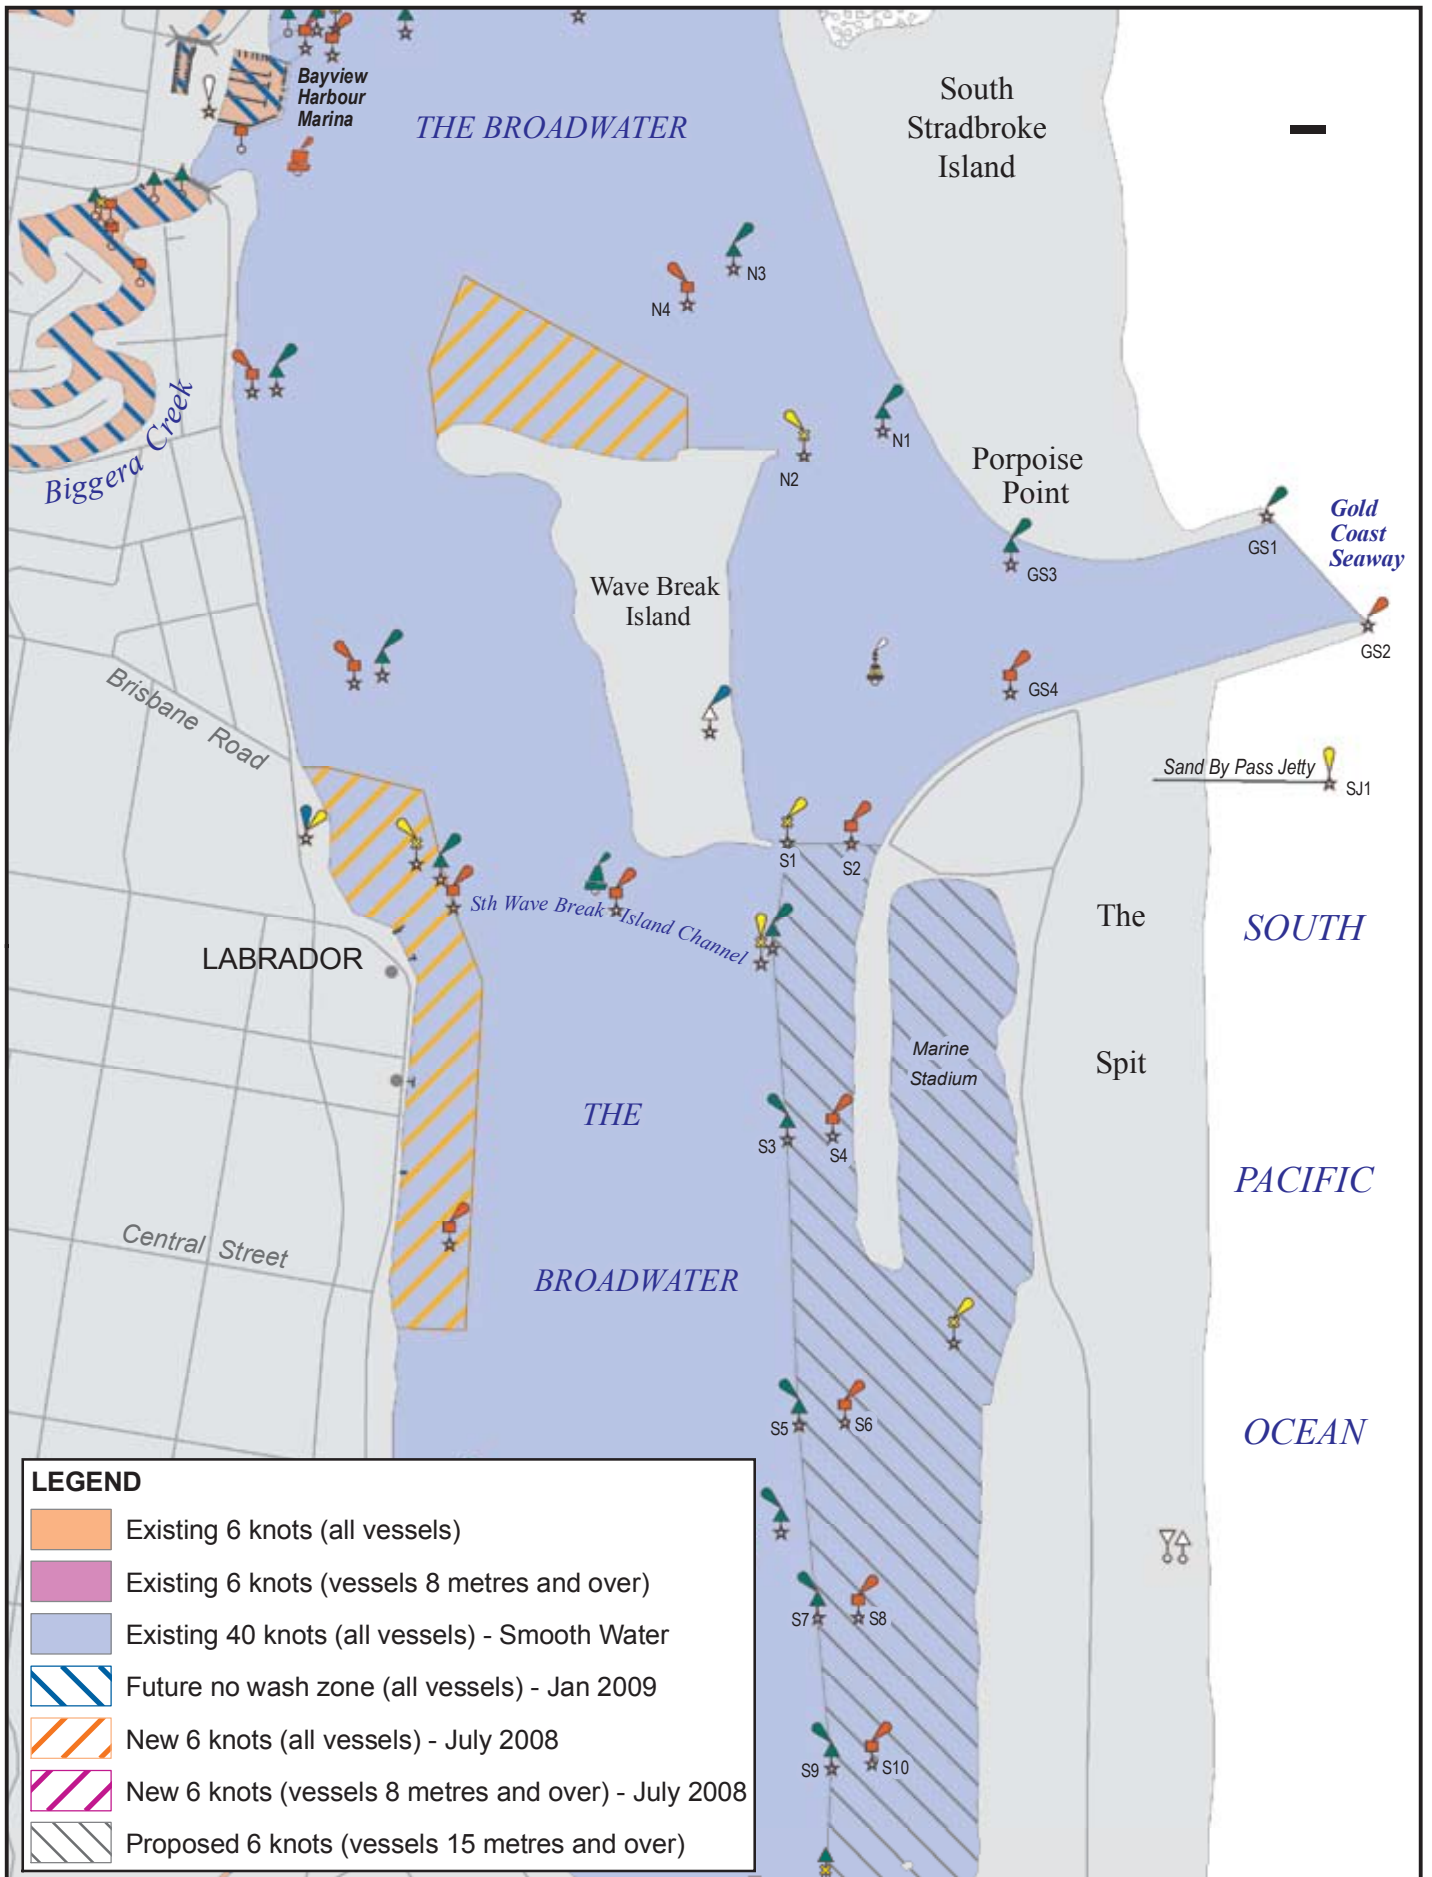 Bayview
Harbour
Marina
THE BROADWATER
South
Stradbroke
Island
N3
N4
N1
N2
Biggera Creek
Porpoise
Point
GS1
Gold
Coast
Seaway
GS3
GS2
Wave Break
Island
GS4
Brisbane Road
Sand By Pass Jetty
SJ1
S1
S2
Sth Wave Break Island Channel
LABRADOR
The
SOUTH
Marine
Stadium
Spit
THE
S3
S4
PACIFIC
Central Street
BROADWATER
S5
S6
OCEAN
S7
S8
S9
S10
LEGEND
Existing 6 knots (all vessels)
Existing 6 knots (vessels 8 metres and over)
Existing 40 knots (all vessels) - Smooth Water
Future no wash zone (all vessels) - Jan 2009
New 6 knots (all vessels) - July 2008
New 6 knots (vessels 8 metres and over) - July 2008
Proposed 6 knots (vessels 15 metres and over)